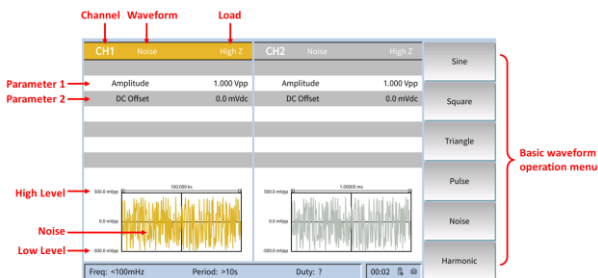 Channel Waveform Load
CH1 Noise High Z CH2 Noise High Z
Sine
Parameter 1 Amplitude 1.000 Vpp Amplitude 1.000 Vpp
Parameter 2 DC Offset 0.0 mVdc DC Offset 0.0 mVdc
Square
Triangle
Basic waveform
operation menu
Pulse
High Level 500.0 mVpp 100.000 ks 500.0 mVpp 1.00000 ms
Noise
0.0 mVpp 0.0 mVpp
Noise
Low Level -500.0 mVpp -500.0 mVpp
Harmonic
Freq: <100mHz Period: >10s Duty: ? 00:02